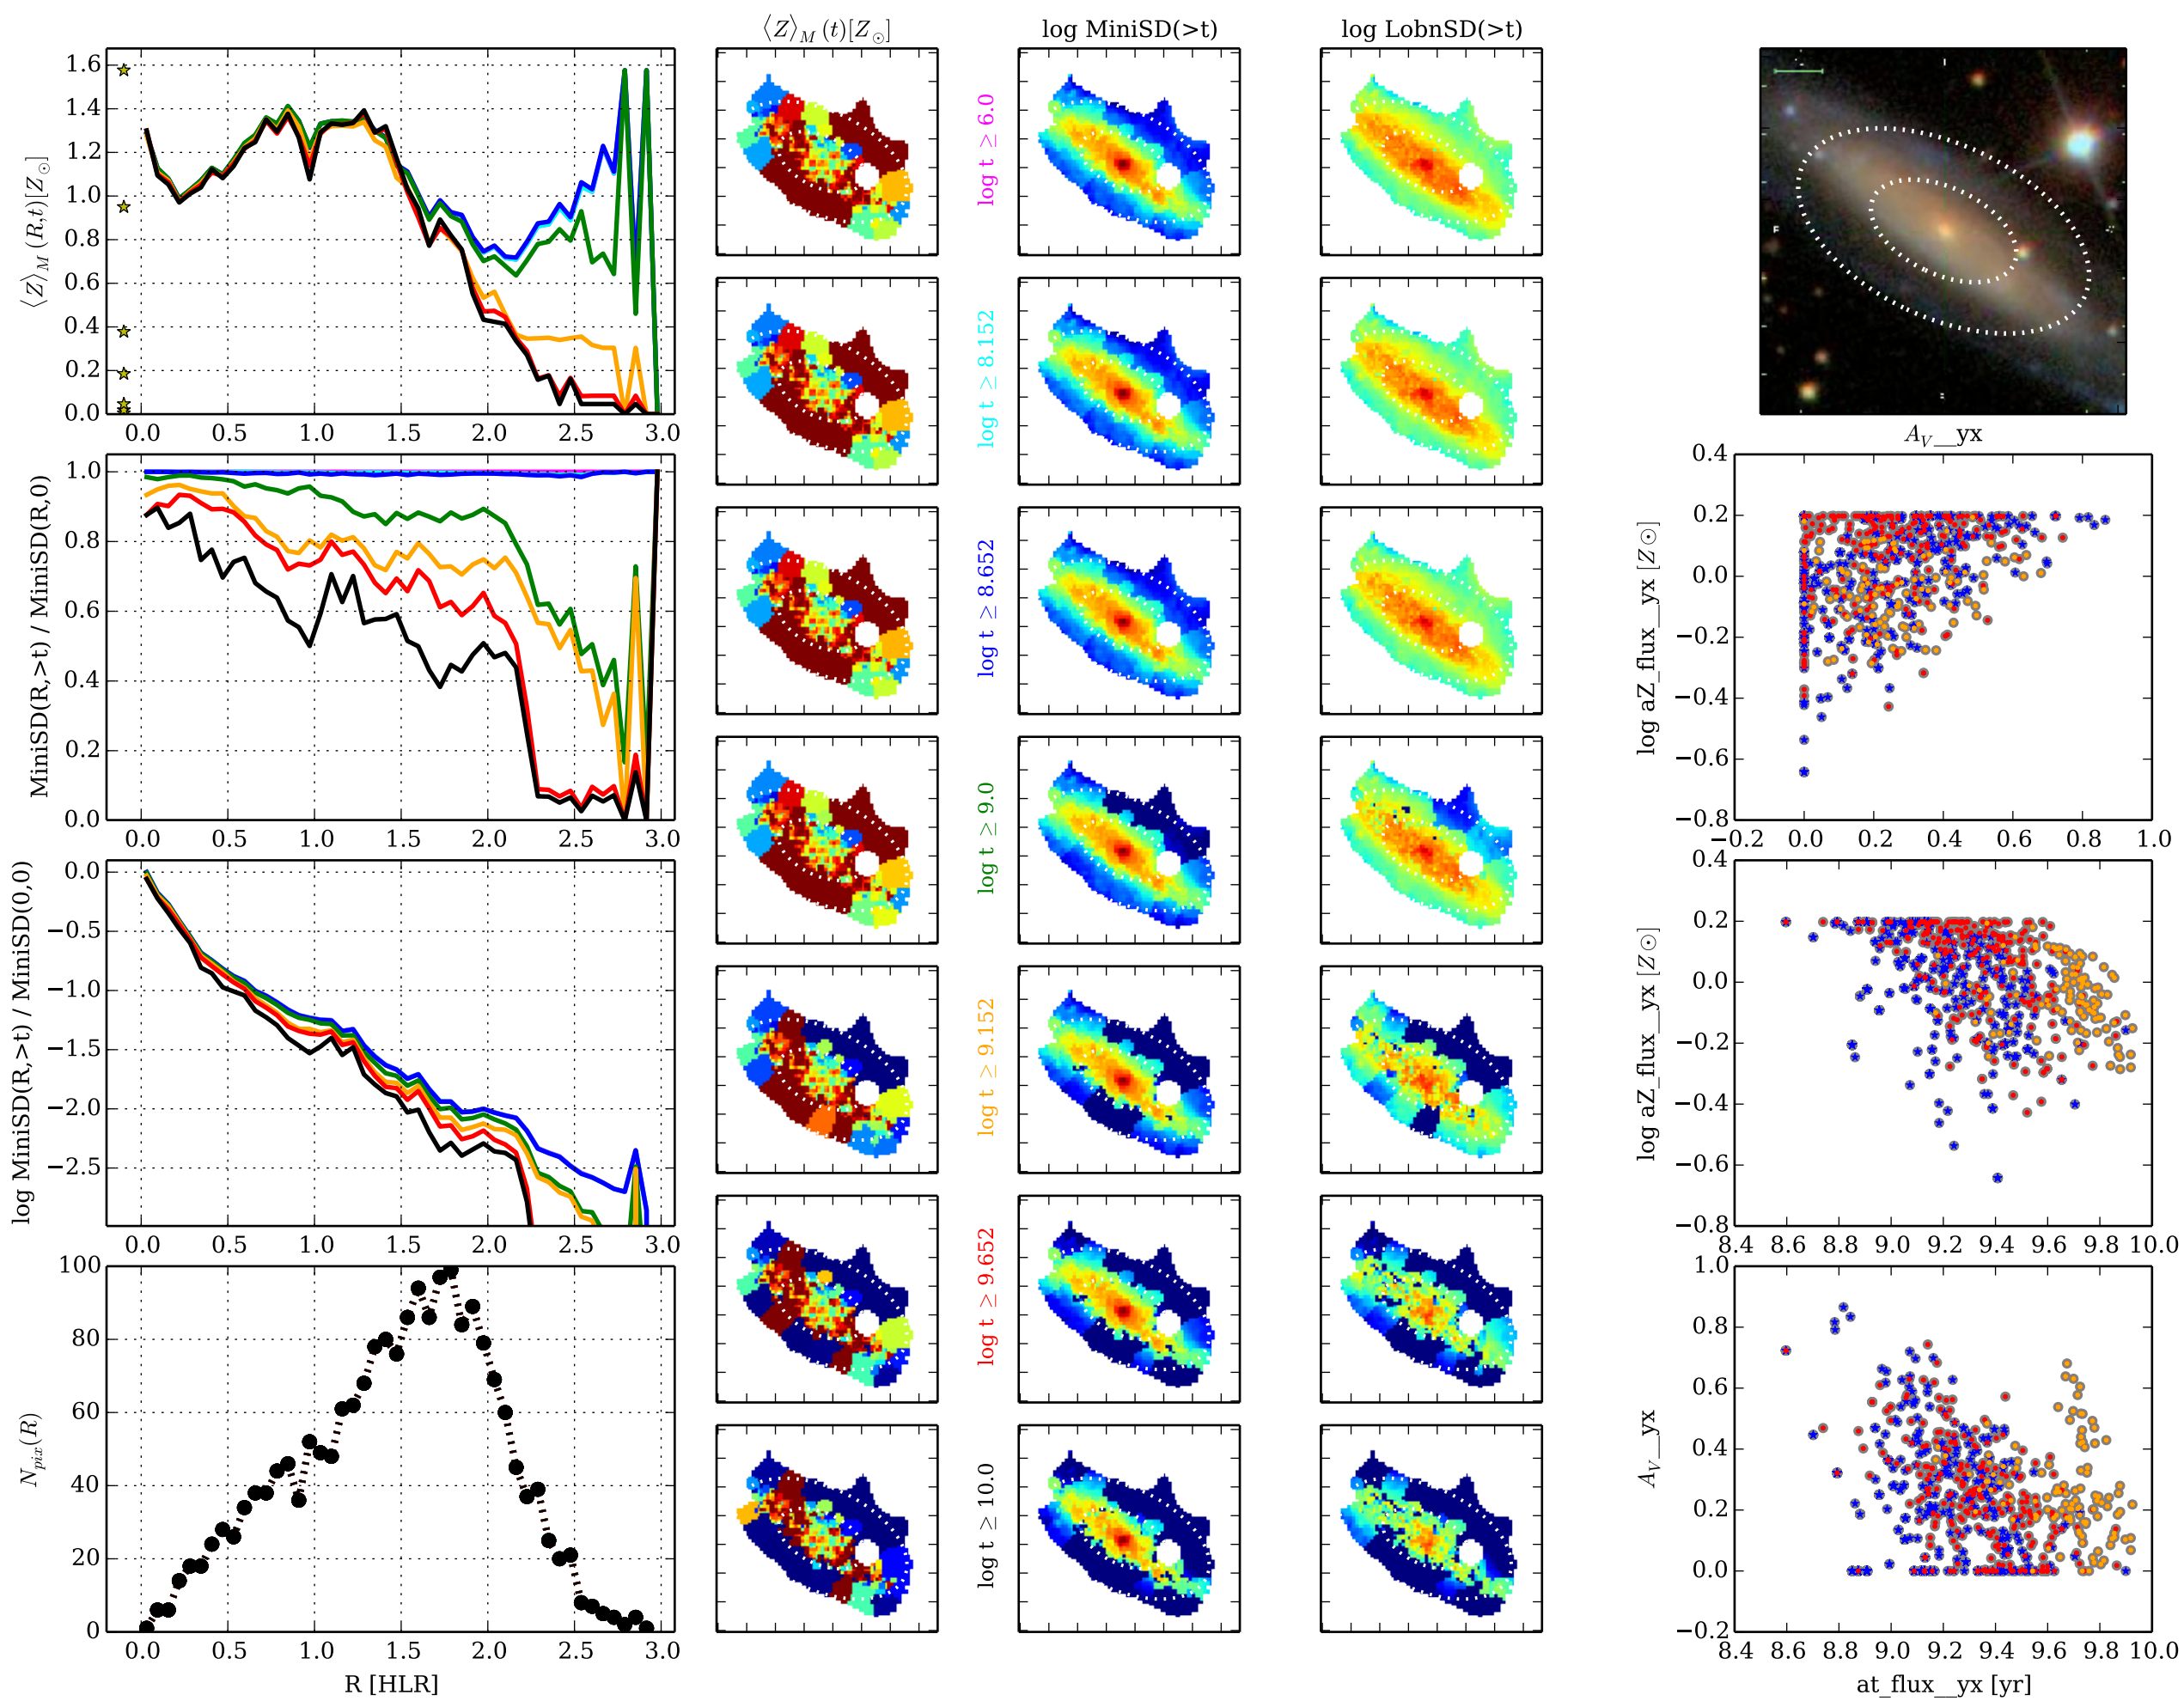 ⟨Z⟩_M (t)[Z_⊙]
log MiniSD(>t)
log LobnSD(>t)
⟨Z⟩_M (R,t)[Z_⊙]
1.6
1.4
1.2
1.0
0.8
0.6
0.4
0.2
0.0
0.0 0.5 1.0 1.5 2.0 2.5 3.0
MiniSD(R,>t) / MiniSD(R,0)
1.0
0.8
0.6
0.4
0.2
0.0
0.0 0.5 1.0 1.5 2.0 2.5 3.0
log MiniSD(R,>t) / MiniSD(0,0)
0.0
−0.5
−1.0
−1.5
−2.0
−2.5
0.0 0.5 1.0 1.5 2.0 2.5 3.0
N_pix(R)
100
80
60
40
20
0
0.0 0.5 1.0 1.5 2.0 2.5 3.0
R [HLR]
log t ≥ 6.0
log t ≥ 8.152
log t ≥ 8.652
log t ≥ 9.0
log t ≥ 9.152
log t ≥ 9.652
log t ≥ 10.0
A_V__yx
log aZ_flux__yx [Z⊙]
0.4
0.2
0.0
−0.2
−0.4
−0.6
−0.8
−0.2 0.0 0.2 0.4 0.6 0.8 1.0
log aZ_flux__yx [Z⊙]
0.4
0.2
0.0
−0.2
−0.4
−0.6
−0.8
8.4 8.6 8.8 9.0 9.2 9.4 9.6 9.8 10.0
A_V__yx
1.0
0.8
0.6
0.4
0.2
0.0
−0.2
8.4 8.6 8.8 9.0 9.2 9.4 9.6 9.8 10.0
at_flux__yx [yr]